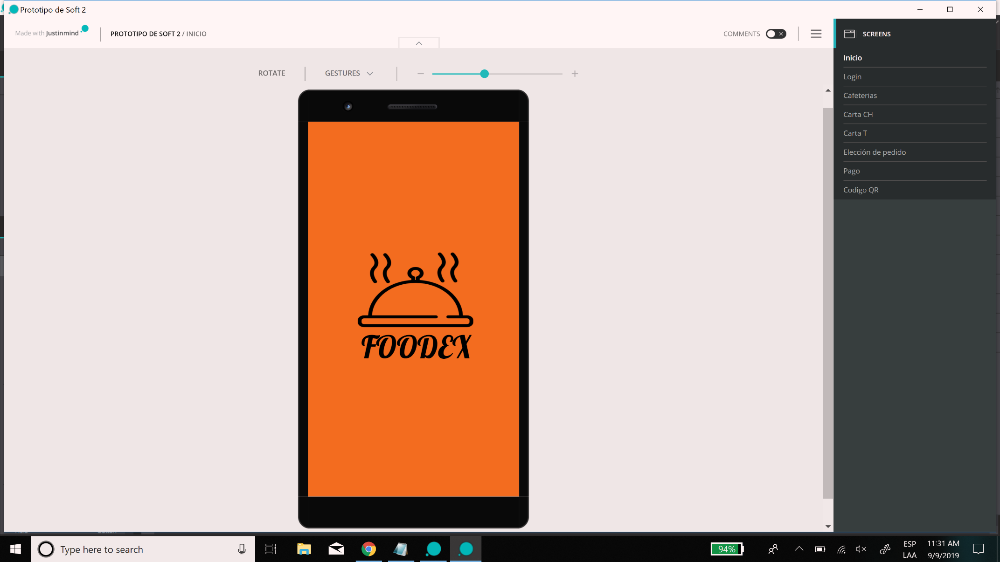 Prototipo de Soft 2
Made with Justinmind
PROTOTIPO DE SOFT 2 / INICIO
COMMENTS
SCREENS
Inicio
Login
Cafeterias
Carta CH
Carta T
Elección de pedido
Pago
Codigo QR
ROTATE
GESTURES
FOODEX
Type here to search
94%
ESP
LAA
11:31 AM
9/9/2019